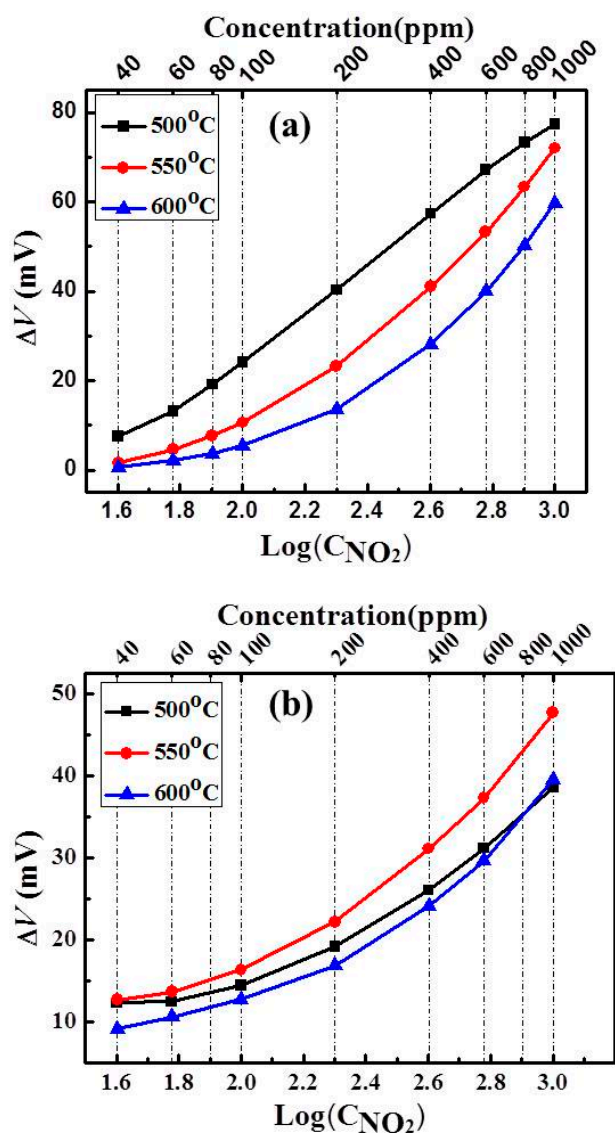 Concentration(ppm)
40 60 80 100 200 400 600 800 1000
(a)
500°C
550°C
600°C
80
60
40
20
0
ΔV (mV)
1.6 1.8 2.0 2.2 2.4 2.6 2.8 3.0
Log(C_NO₂)
Concentration(ppm)
40 60 80 100 200 400 600 800 1000
(b)
500°C
550°C
600°C
50
40
30
20
10
ΔV (mV)
1.6 1.8 2.0 2.2 2.4 2.6 2.8 3.0
Log(C_NO₂)